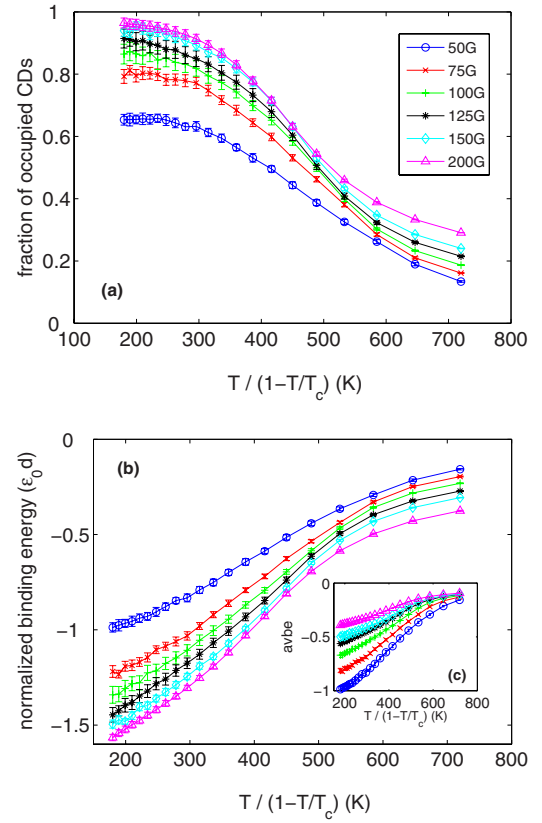 1
0.8
0.6
0.4
0.2
0
fraction of occupied CDs
50G
75G
100G
125G
150G
200G
(a)
100 200 300 400 500 600 700 800
T / (1−T/T_c) (K)
0
−0.5
−1
−1.5
normalized binding energy (ε₀d)
(b)
0
−0.5
−1
avbe
(c)
200 400 600 800
T / (1−T/T_c) (K)
200 300 400 500 600 700 800
T / (1−T/T_c) (K)